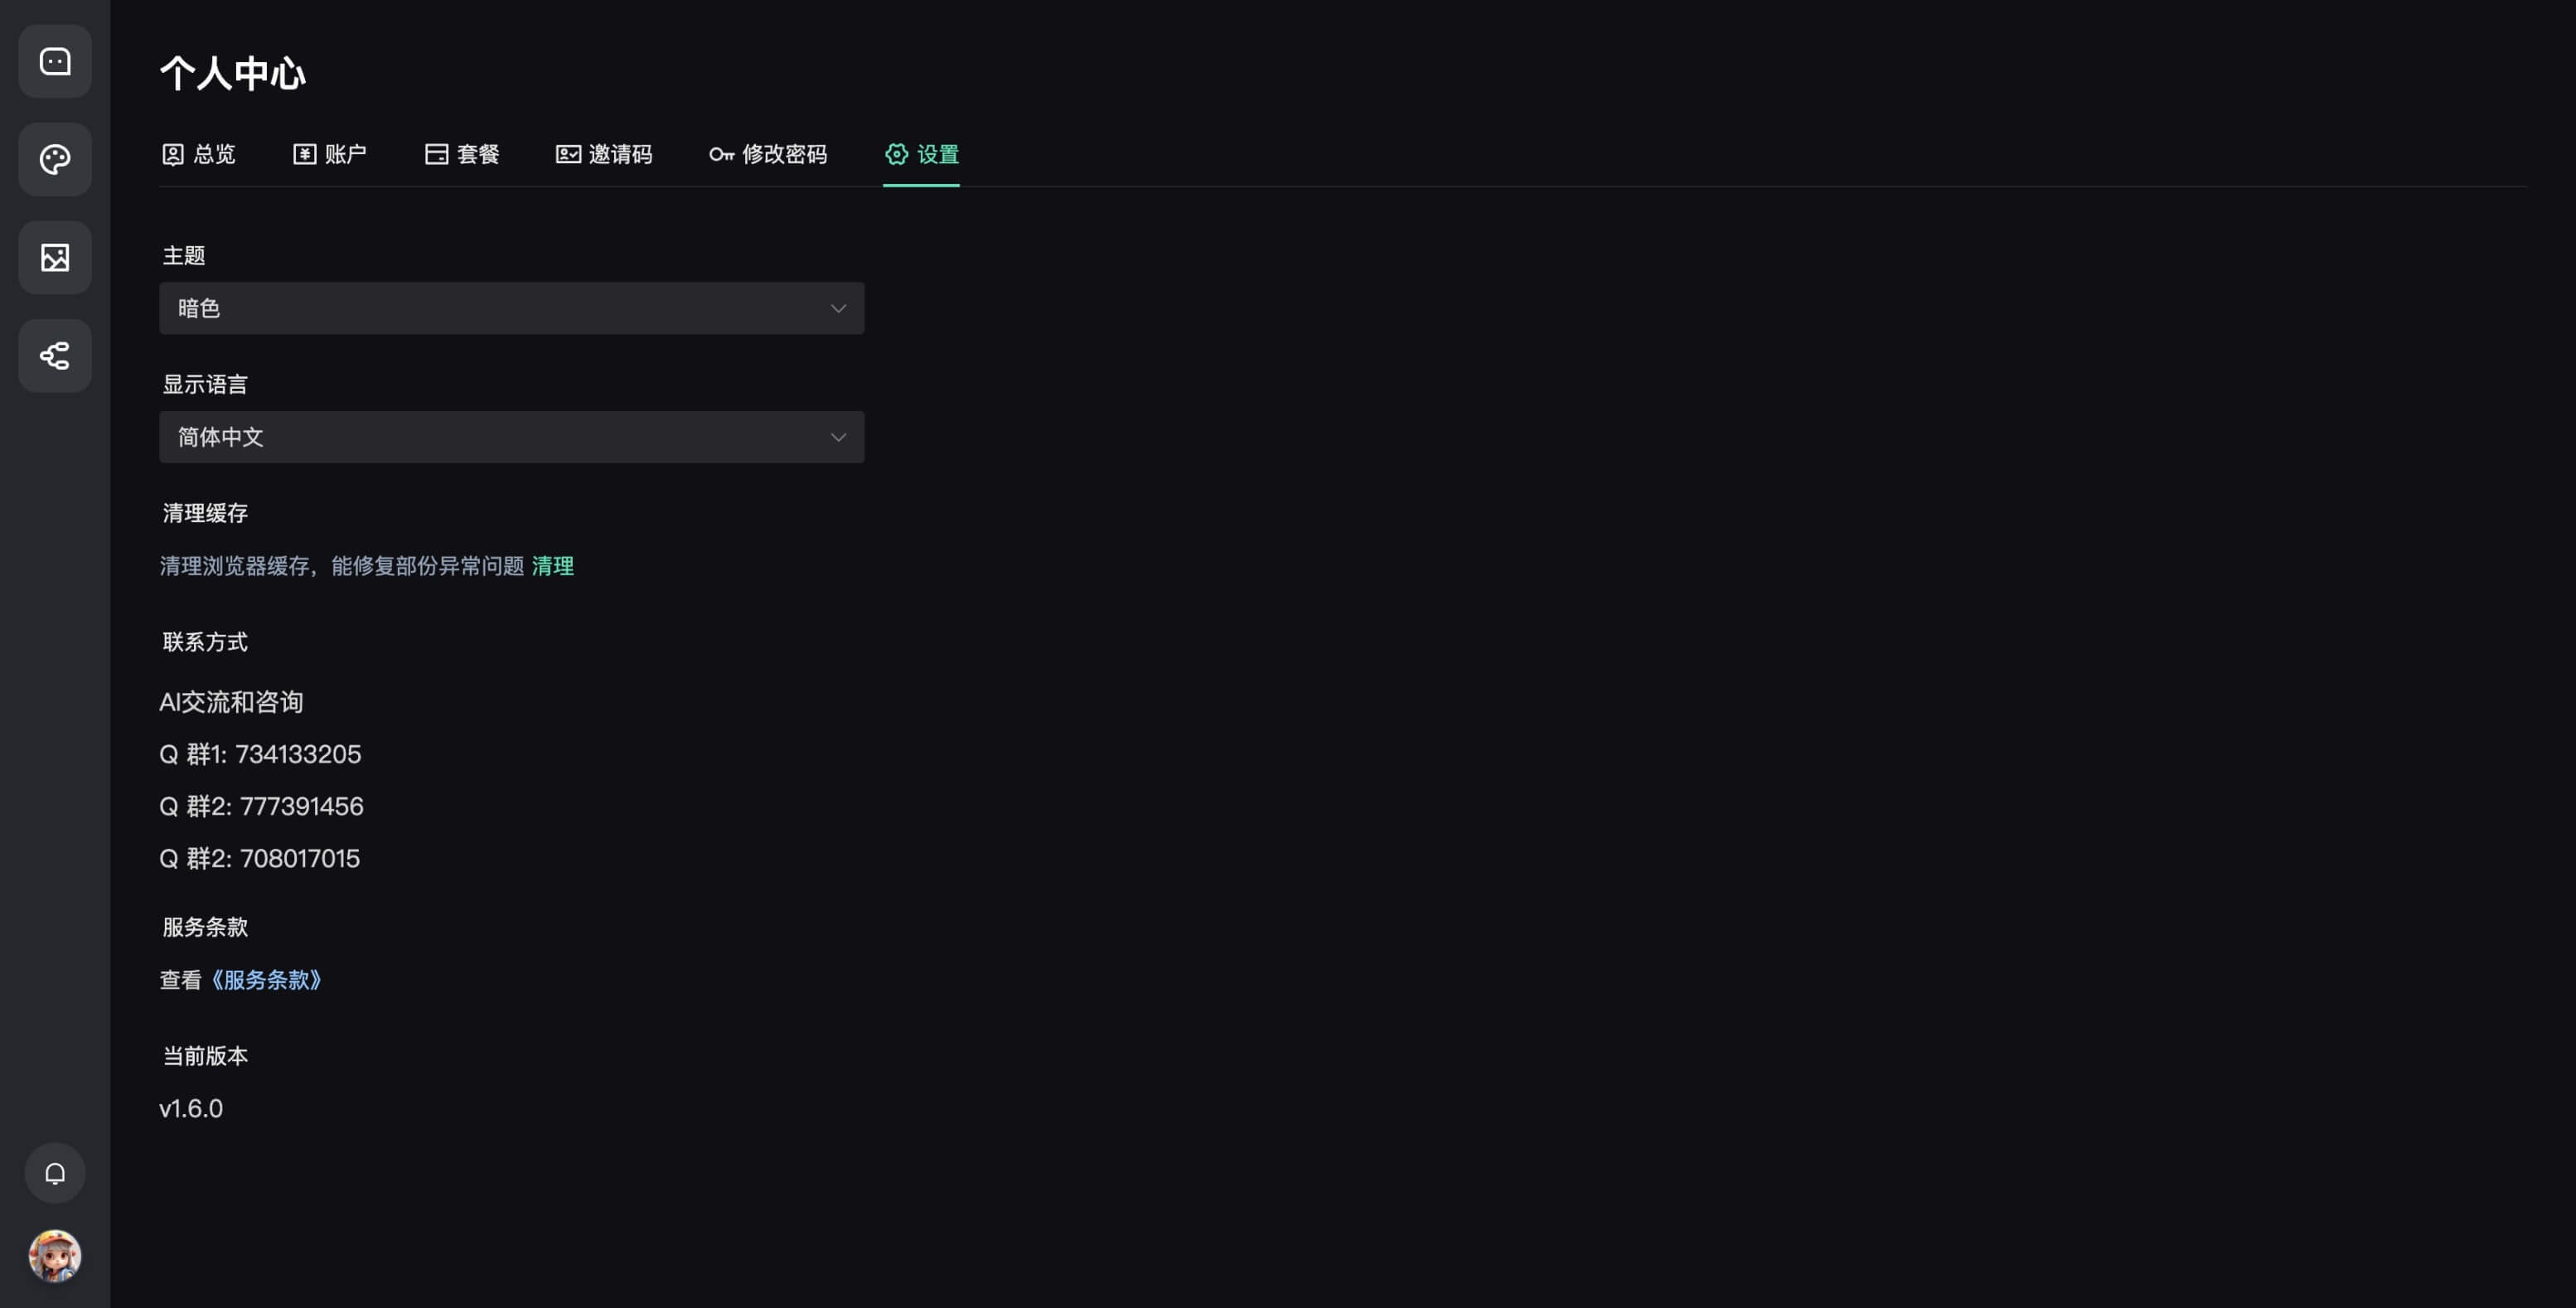 个人中心
总览 账户 套餐 邀请码 修改密码 设置
主题
暗色
显示语言
简体中文
清理缓存
清理浏览器缓存，能修复部份异常问题 清理
联系方式
AI交流和咨询
Q 群1: 734133205
Q 群2: 777391456
Q 群2: 708017015
服务条款
查看《服务条款》
当前版本
v1.6.0